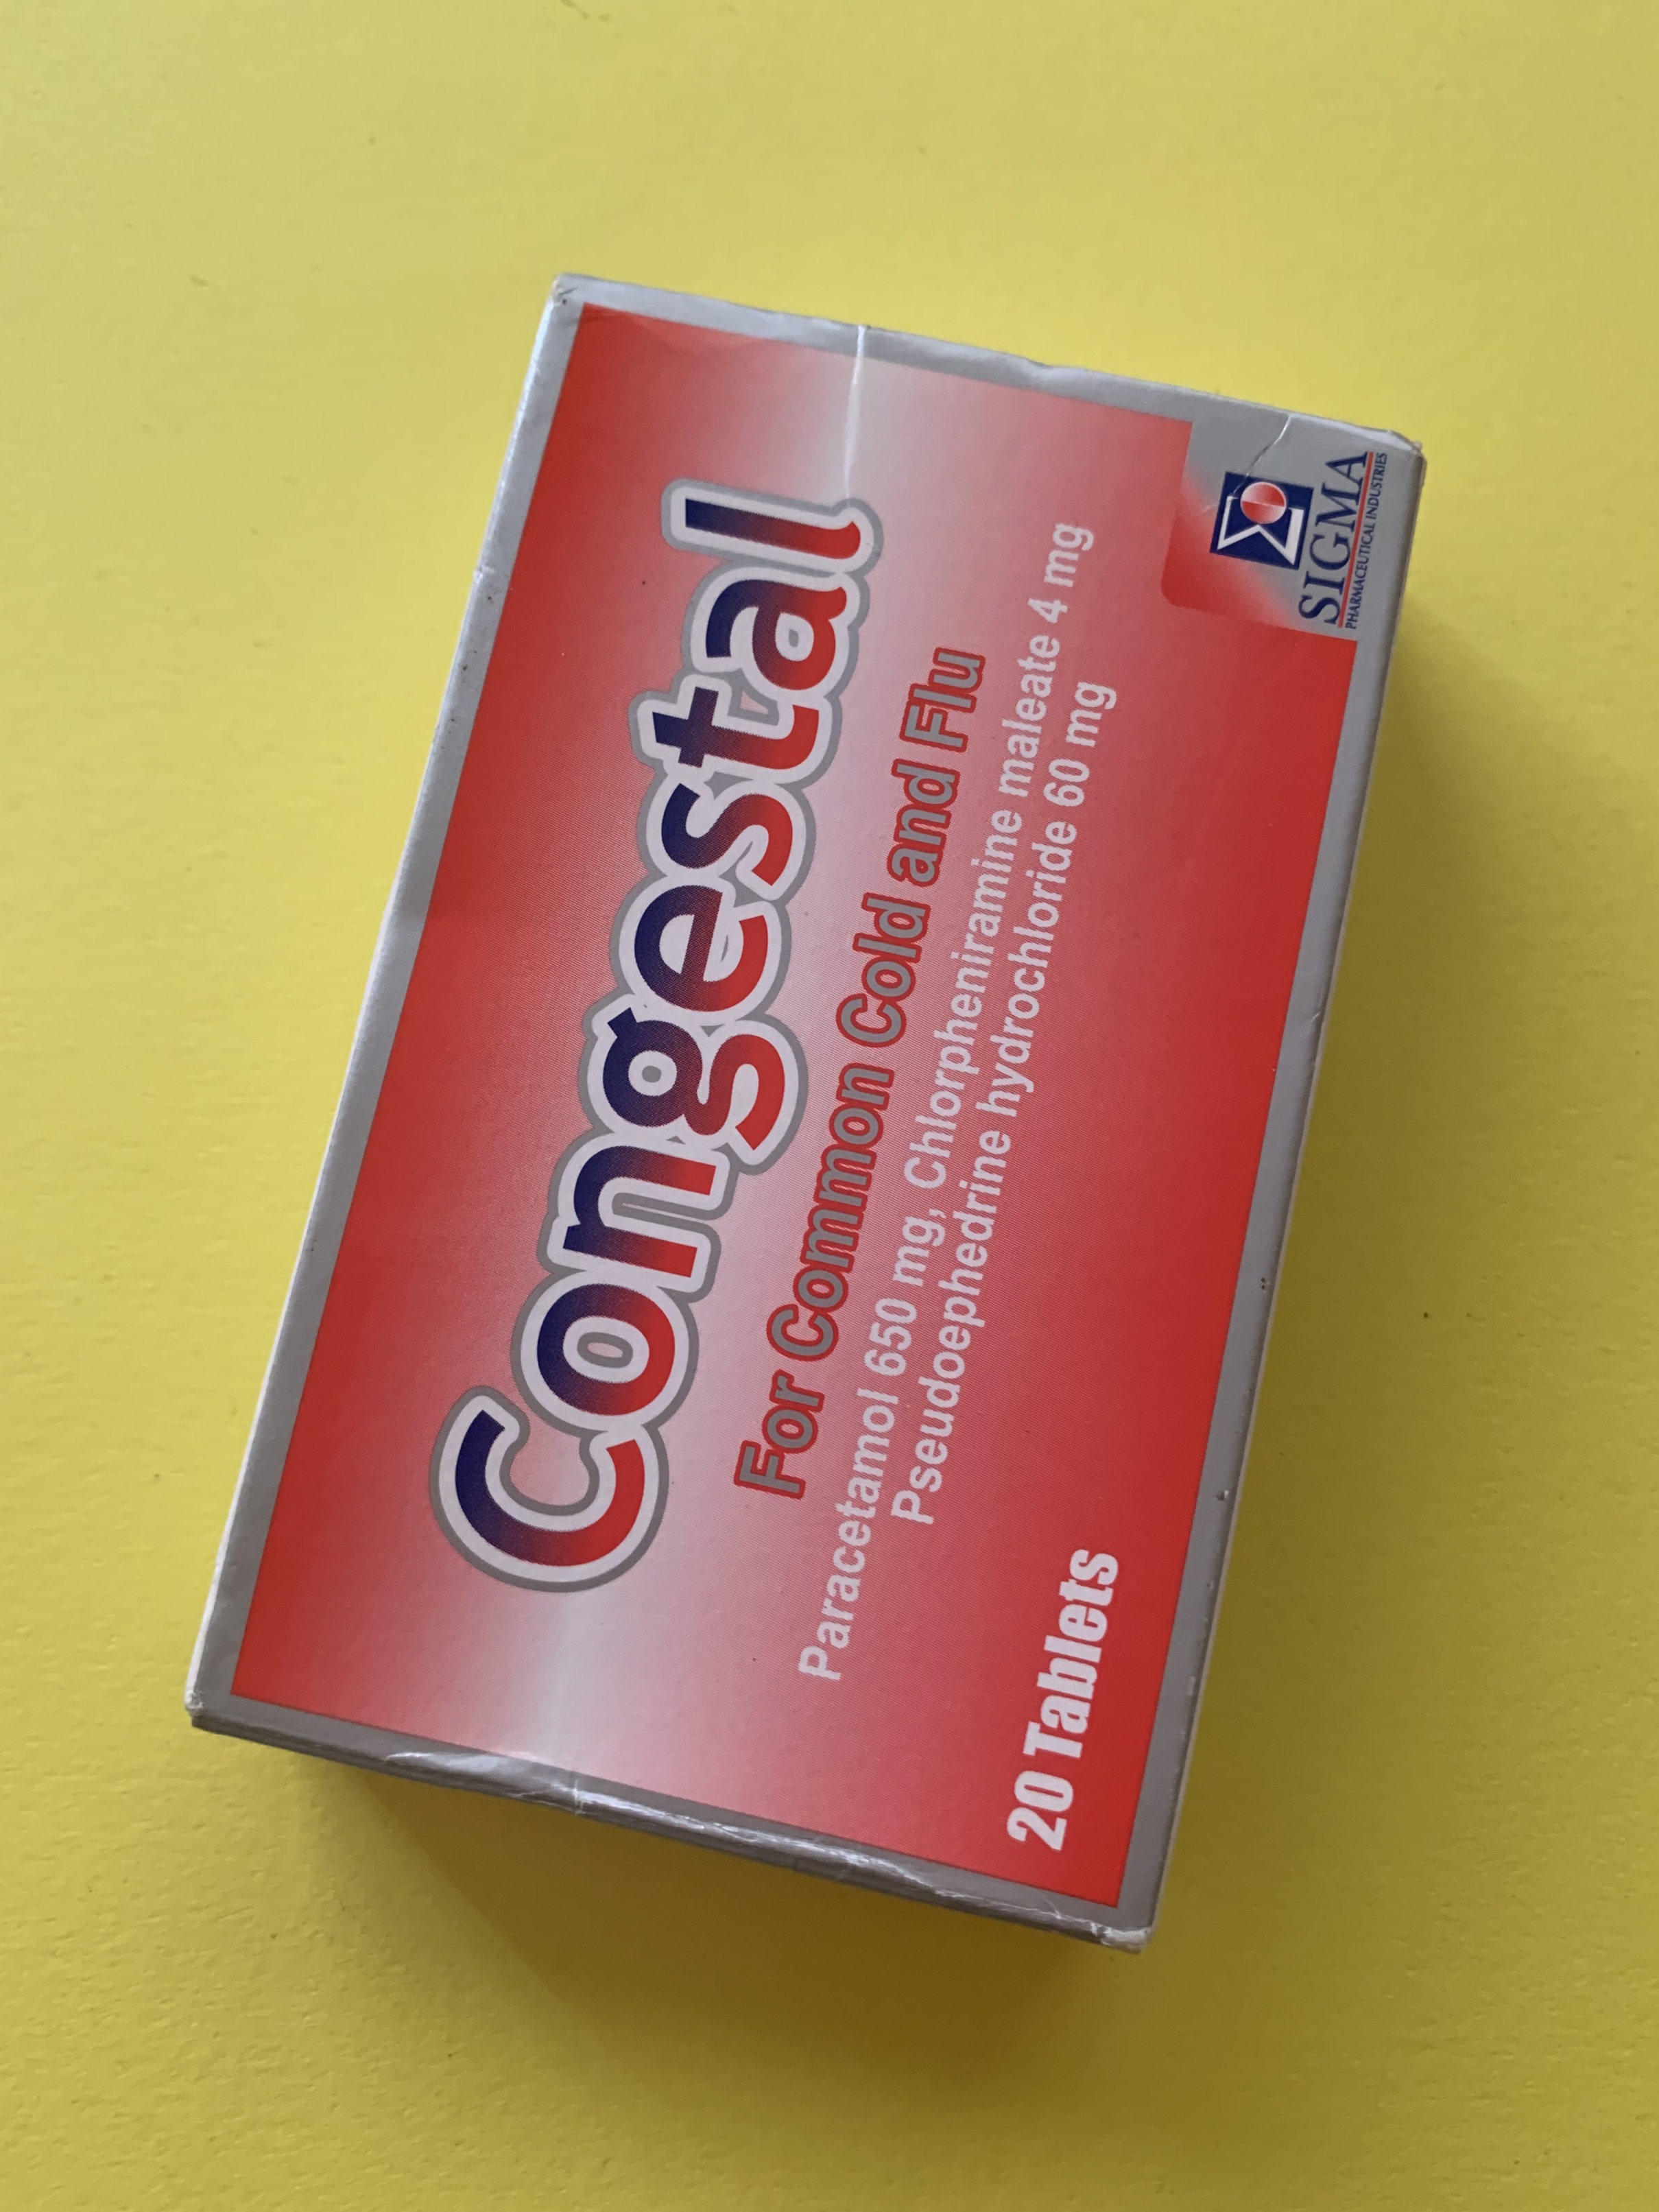 Congestal
For Common Cold and Flu
Paracetamol 650 mg, Chlorpheniramine maleate 4 mg
Pseudoephedrine hydrochloride 60 mg
20 Tablets
SIGMA
PHARMACEUTICAL INDUSTRIES